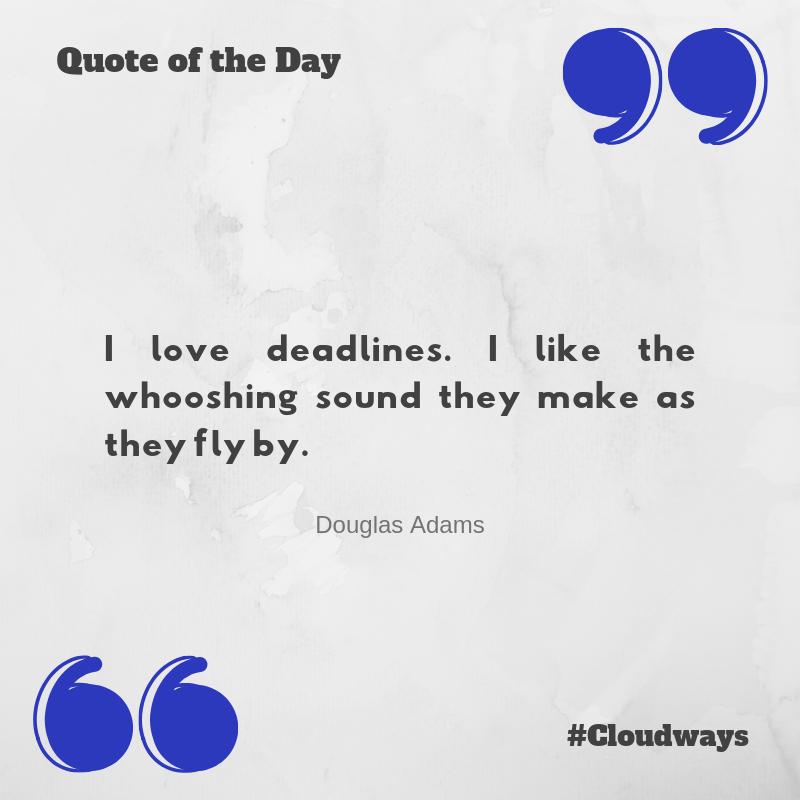 Quote of the Day
I love deadlines. I like the
whooshing sound they make as
they fly by.
Douglas Adams
#Cloudways